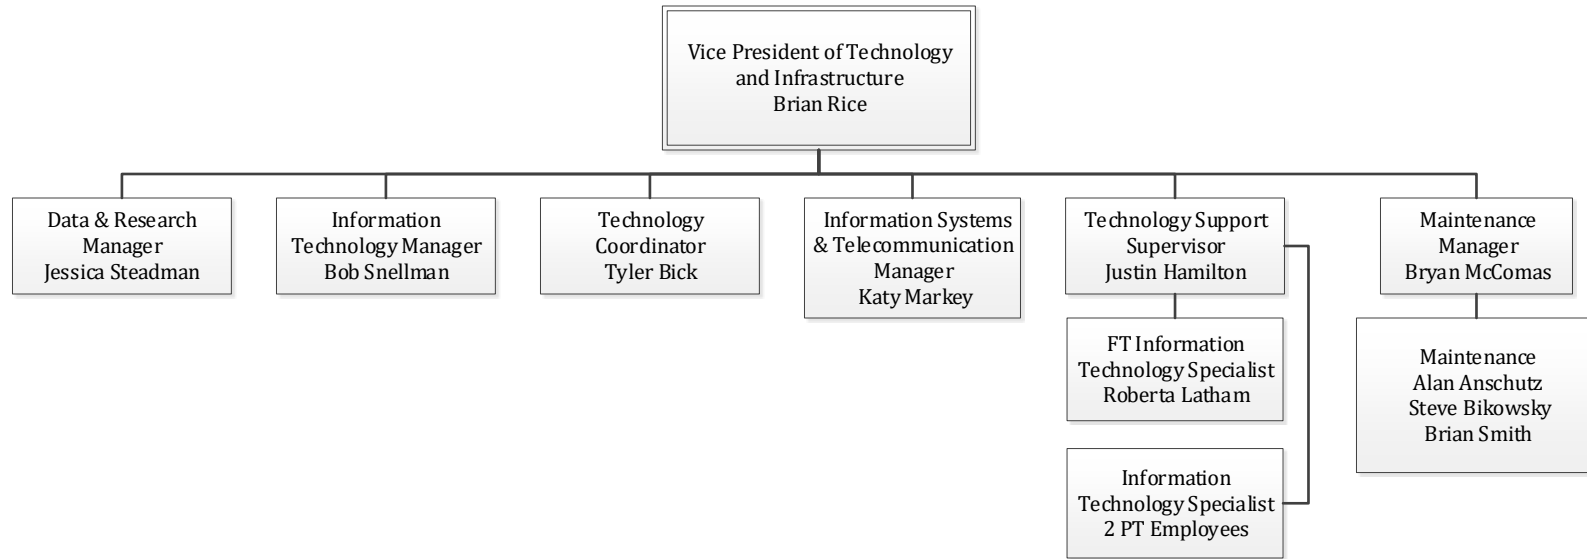 Vice President of Technology
and Infrastructure
Brian Rice
Data & Research
Manager
Jessica Steadman
Information
Technology Manager
Bob Snellman
Technology
Coordinator
Tyler Bick
Information Systems
& Telecommunication
Manager
Katy Markey
Technology Support
Supervisor
Justin Hamilton
Maintenance
Manager
Bryan McComas
FT Information
Technology Specialist
Roberta Latham
Maintenance
Alan Anschutz
Steve Bikowsky
Brian Smith
Information
Technology Specialist
2 PT Employees